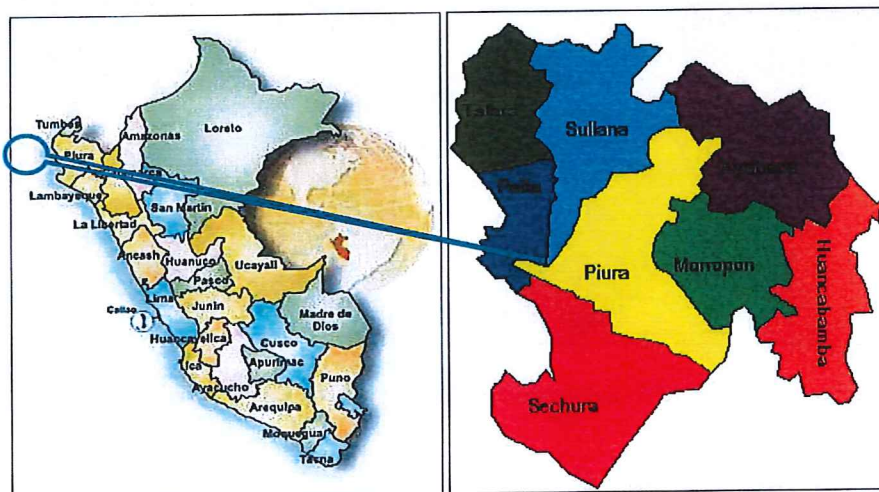 Tumbes
Amazonas
Loreto
Piura
Lambayeque
San Martin
La Libertad
Ancash
Huanuco
Ucayali
Pasco
Lima
Junin
Callao
Madre de
Dios
Huancavelica
Cusco
Ica
Apurimac
Ayacucho
Puno
Arequipa
Moquegua
Tacna
Talara
Sullana
Paita
Piura
Morropon
Huancabamba
Sechura